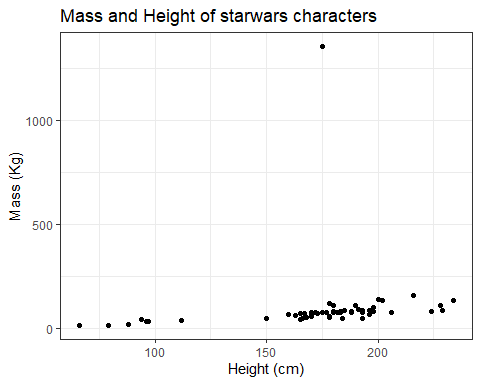 Mass and Height of starwars characters
1000
500
0
Mass (Kg)
100
150
200
Height (cm)